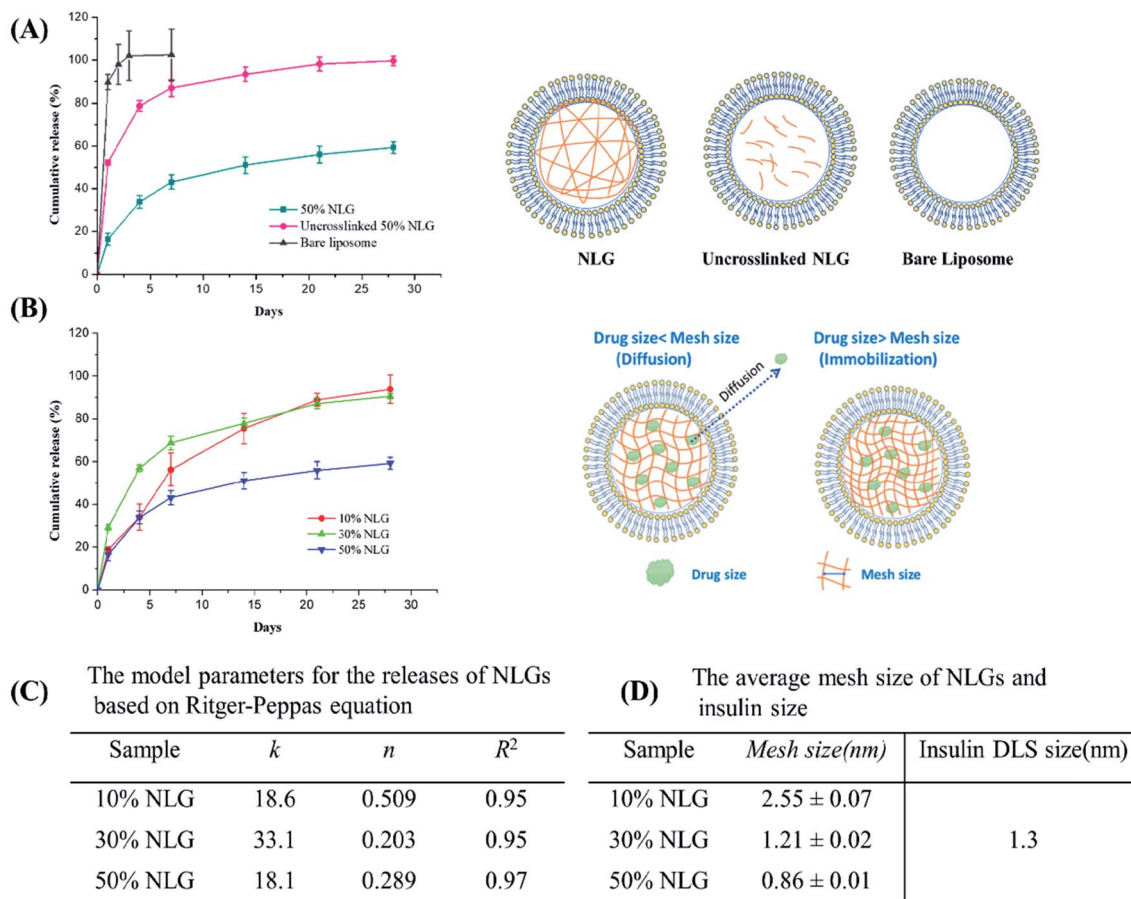 (A)
120
100
80
60
40
20
0
Cumulative release (%)
50% NLG
Uncrosslinked 50% NLG
Bare liposome
0 5 10 15 20 25 30
Days
NLG
Uncrosslinked NLG
Bare Liposome
(B)
120
100
80
60
40
20
0
Cumulative release (%)
10% NLG
30% NLG
50% NLG
0 5 10 15 20 25 30
Days
Drug size< Mesh size
(Diffusion)
Diffusion
Drug size> Mesh size
(Immobilization)
Drug size
Mesh size
(C)
The model parameters for the releases of NLGs
based on Ritger-Peppas equation
Sample k n R²
10% NLG 18.6 0.509 0.95
30% NLG 33.1 0.203 0.95
50% NLG 18.1 0.289 0.97
(D)
The average mesh size of NLGs and
insulin size
Sample Mesh size(nm) Insulin DLS size(nm)
10% NLG 2.55 ± 0.07
30% NLG 1.21 ± 0.02 1.3
50% NLG 0.86 ± 0.01